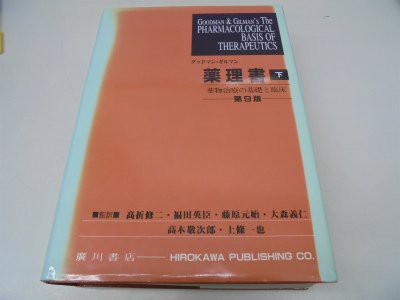 GOODMAN & GILMAN'S The
PHARMACOLOGICAL
BASIS OF
THERAPEUTICS
グッドマン・ギルマン
薬理書 下
薬物治療の基礎と臨床
第9版
■監訳■ 高折修二・福田英臣・藤原元始・大森義仁
高木敬次郎・上條一也
廣川書店 HIROKAWA PUBLISHING CO.